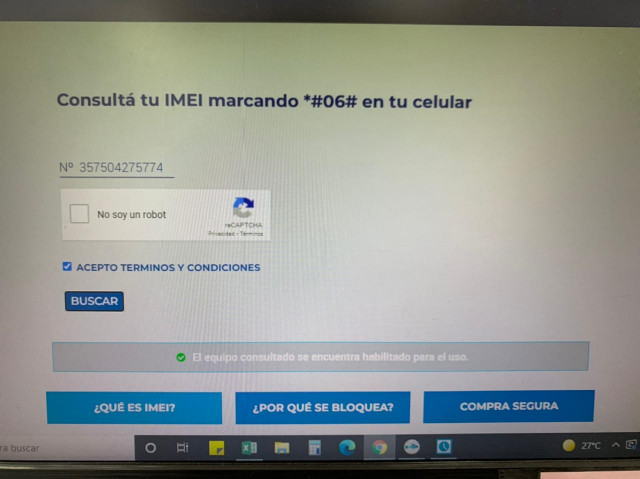 Consultá tu IMEI marcando *#06# en tu celular
Nº 357504275774
No soy un robot
reCAPTCHA
Privacidad - Términos
ACEPTO TERMINOS Y CONDICIONES
BUSCAR
El equipo consultado se encuentra habilitado para el uso.
¿QUÉ ES IMEI?
¿POR QUÉ SE BLOQUEA?
COMPRA SEGURA
ra buscar
27°C